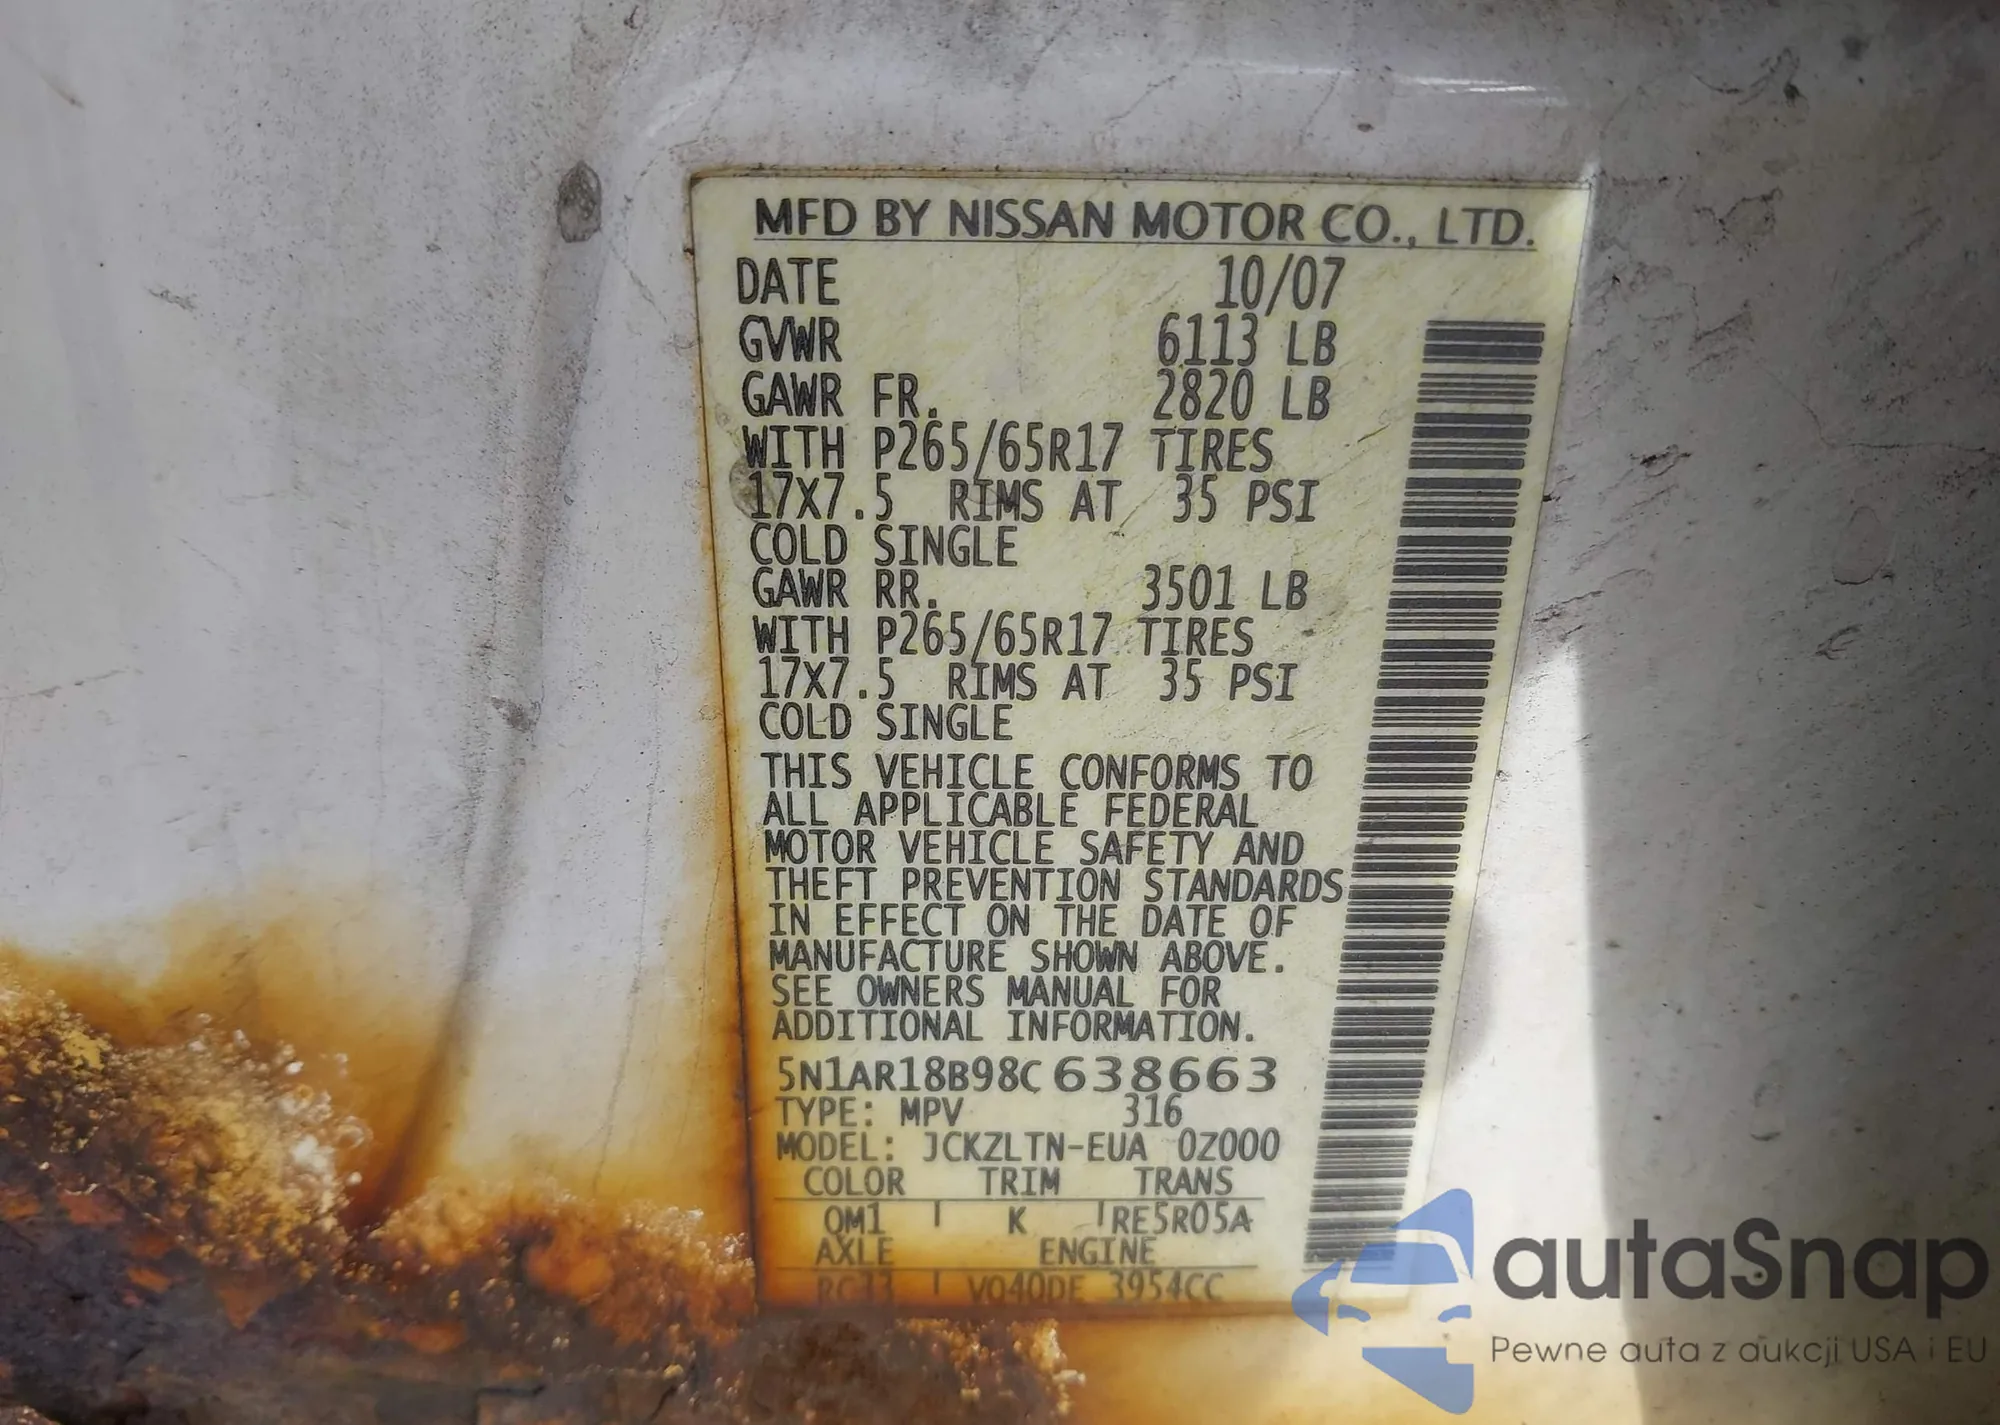 MFD BY NISSAN MOTOR CO., LTD.
DATE 10/07
GVWR 6113 LB
GAWR FR. 2820 LB
WITH P265/65R17 TIRES
17X7.5 RIMS AT 35 PSI
COLD SINGLE
GAWR RR. 3501 LB
WITH P265/65R17 TIRES
17X7.5 RIMS AT 35 PSI
COLD SINGLE
THIS VEHICLE CONFORMS TO
ALL APPLICABLE FEDERAL
MOTOR VEHICLE SAFETY AND
THEFT PREVENTION STANDARDS
IN EFFECT ON THE DATE OF
MANUFACTURE SHOWN ABOVE.
SEE OWNERS MANUAL FOR
ADDITIONAL INFORMATION.
5N1AR18B98C638663
TYPE: MPV 316
MODEL: JCKZLTN-EUA 0Z000
COLOR TRIM TRANS
QM1 K RE5R05A
AXLE ENGINE
VQ40DE 3954CC
autaSnap
Pewne auta z aukcji USA i EU